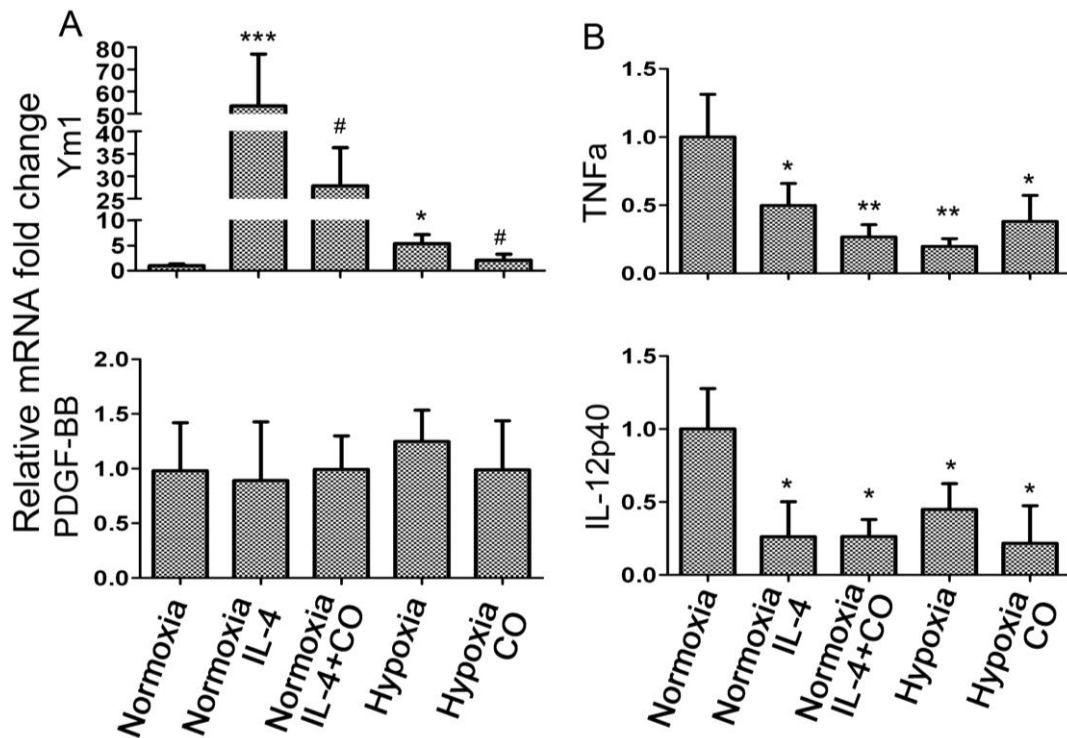 A
Relative mRNA fold change
Ym1
80
70
60
50
40
35
30
25
10
5
0
***
#
*
#
PDGF-BB
2.0
1.5
1.0
0.5
0.0
Normoxia
Normoxia
IL-4
Normoxia
IL-4+CO
Hypoxia
Hypoxia
CO
B
TNFa
1.5
1.0
0.5
0.0
*
**
**
*
IL-12p40
1.5
1.0
0.5
0.0
*
*
*
*
Normoxia
Normoxia
IL-4
Normoxia
IL-4+CO
Hypoxia
Hypoxia
CO